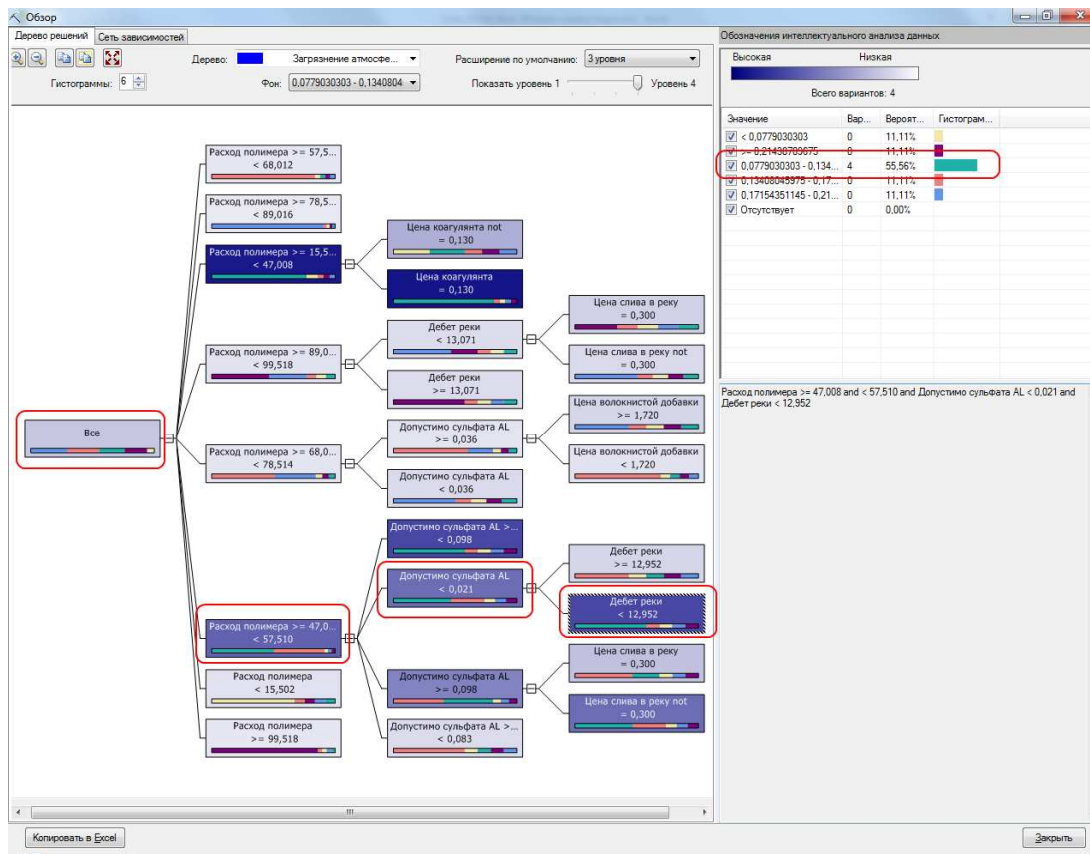 Обзор
Дерево решений
Сеть зависимостей
Дерево:
Загрязнение атмосфе...
Расширение по умолчанию:
3 уровня
Гистограммы:
6
Фон:
0,0779030303 - 0,1340804
Показать уровень 1
Уровень 4
Все
Расход полимера >= 57,5...
< 68,012
Расход полимера >= 78,5...
< 89,016
Расход полимера >= 15,5...
< 47,008
Цена коагулянта not
= 0,130
Цена коагулянта
= 0,130
Расход полимера >= 89,0...
< 99,518
Дебет реки
< 13,071
Дебет реки
>= 13,071
Цена слива в реку
= 0,300
Цена слива в реку not
= 0,300
Расход полимера >= 68,0...
< 78,514
Допустимо сульфата AL
>= 0,036
Допустимо сульфата AL
< 0,036
Цена волокнистой добавки
>= 1,720
Цена волокнистой добавки
< 1,720
Расход полимера >= 47,0...
< 57,510
Допустимо сульфата AL >...
< 0,098
Допустимо сульфата AL
< 0,021
Дебет реки
>= 12,952
Дебет реки
< 12,952
Допустимо сульфата AL
>= 0,098
Цена слива в реку
= 0,300
Цена слива в реку not
= 0,300
Допустимо сульфата AL >...
< 0,083
Расход полимера
< 15,502
Расход полимера
>= 99,518
Обозначения интеллектуального анализа данных
Высокая
Низкая
Всего вариантов: 4
Значение Вар... Вероят... Гистограм...
< 0,0779030303 0 11,11%
>= 0,21438709675 0 11,11%
0,0779030303 - 0,134... 4 55,56%
0,13408045975 - 0,17... 0 11,11%
0,17154351145 - 0,21... 0 11,11%
Отсутствует 0 0,00%
Расход полимера >= 47,008 and < 57,510 and Допустимо сульфата AL < 0,021 and
Дебет реки < 12,952
Копировать в Excel
Закрыть